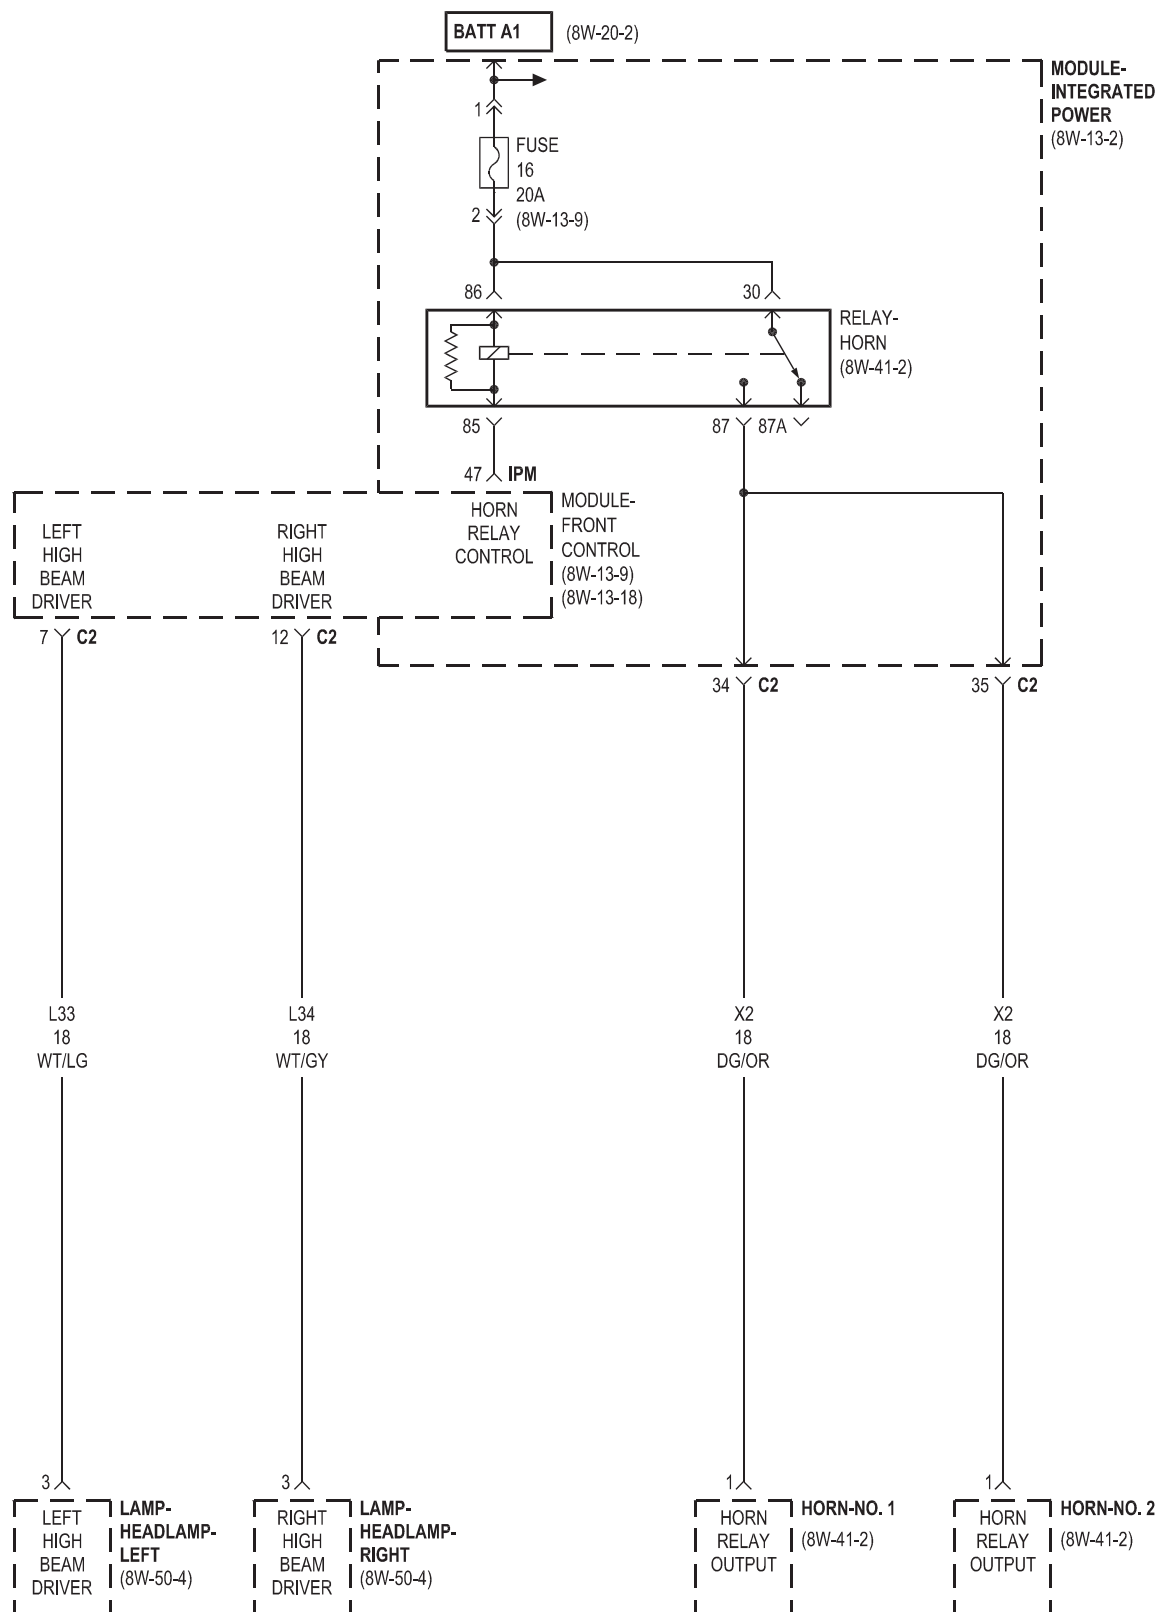 BATT A1 (8W-20-2)
MODULE-
INTEGRATED
POWER
(8W-13-2)
1
FUSE
16
20A
(8W-13-9)
2
86
30
RELAY-
HORN
(8W-41-2)
85
87
87A
47 IPM
HORN
RELAY
CONTROL
MODULE-
FRONT
CONTROL
(8W-13-9)
(8W-13-18)
LEFT
HIGH
BEAM
DRIVER
RIGHT
HIGH
BEAM
DRIVER
7 C2
12 C2
34 C2
35 C2
L33
18
WT/LG
L34
18
WT/GY
X2
18
DG/OR
X2
18
DG/OR
3
LEFT
HIGH
BEAM
DRIVER
LAMP-
HEADLAMP-
LEFT
(8W-50-4)
3
RIGHT
HIGH
BEAM
DRIVER
LAMP-
HEADLAMP-
RIGHT
(8W-50-4)
1
HORN
RELAY
OUTPUT
HORN-NO. 1
(8W-41-2)
1
HORN
RELAY
OUTPUT
HORN-NO. 2
(8W-41-2)